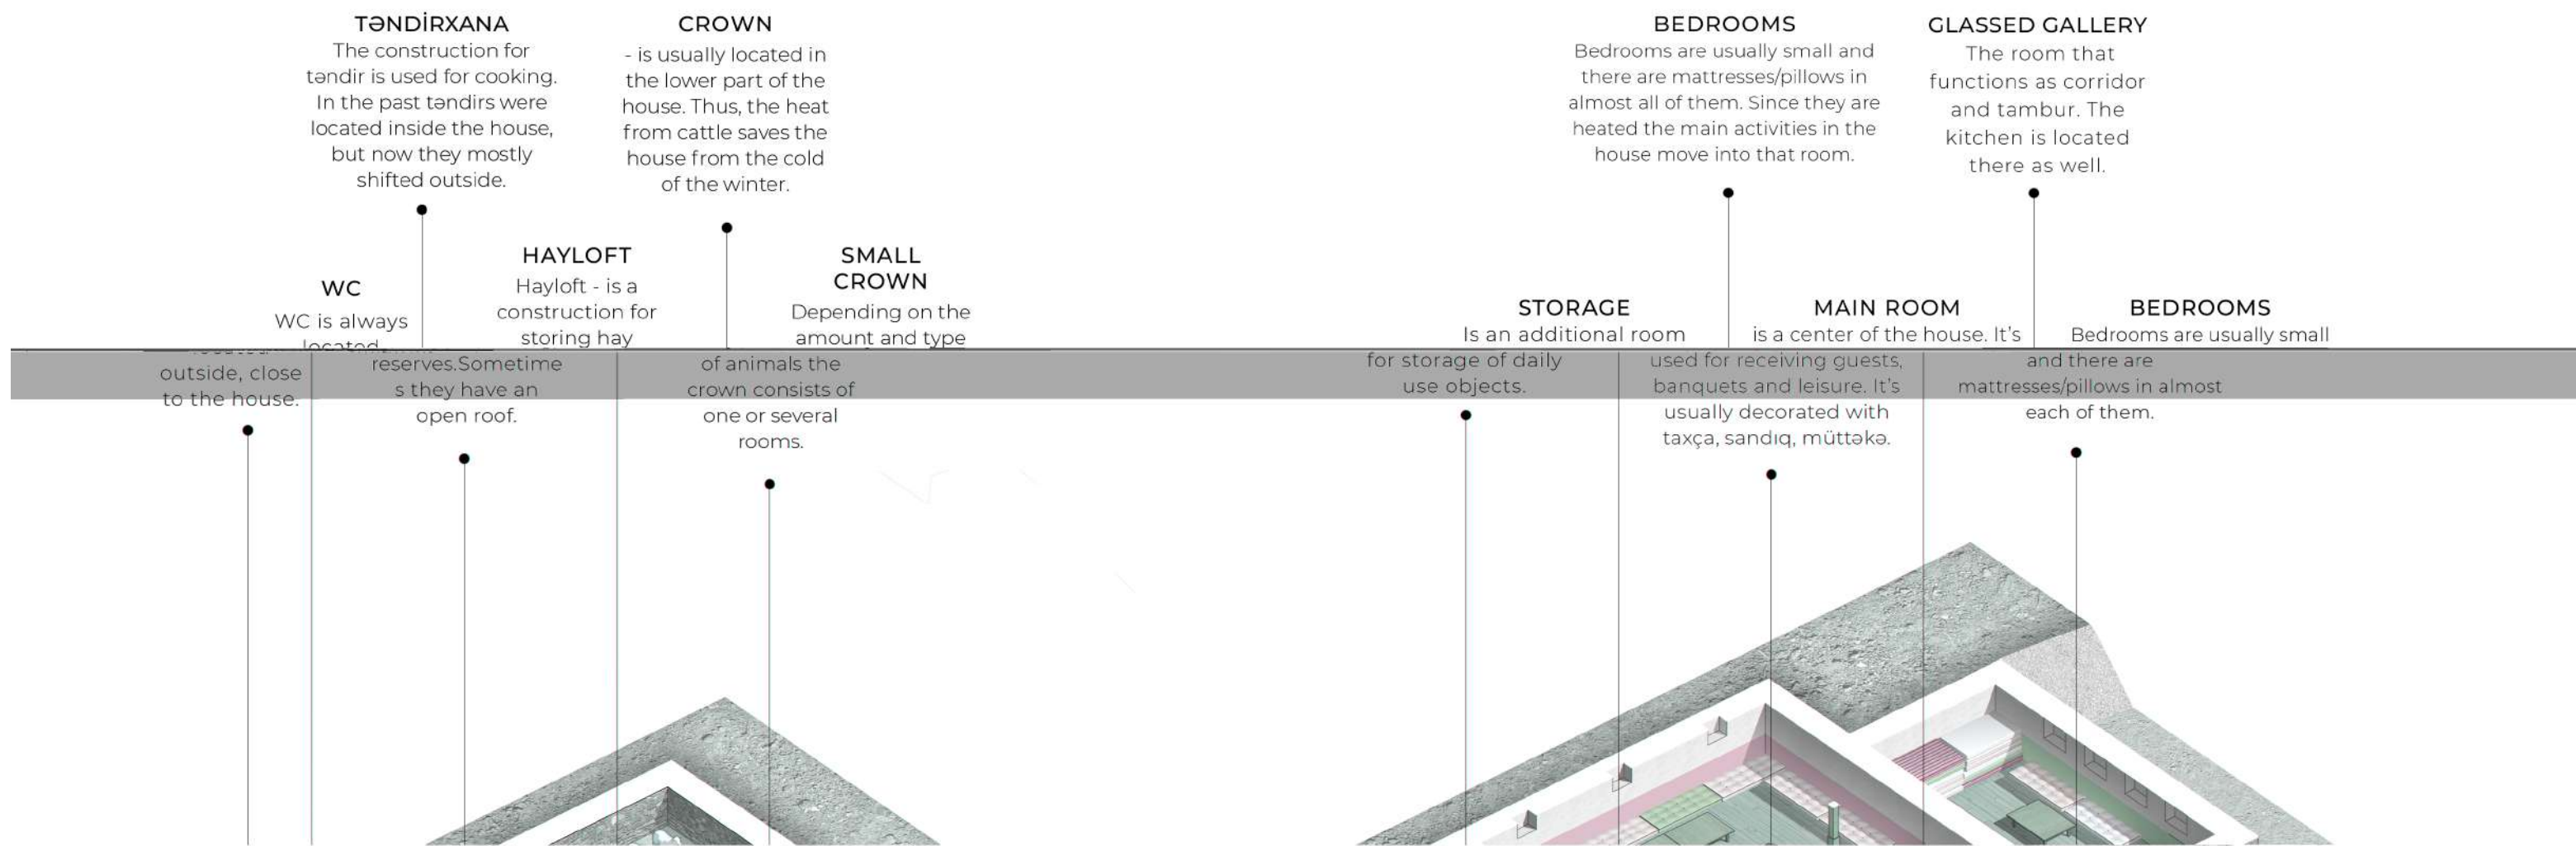 TƏNDİRXANA
The construction for
təndir is used for cooking.
In the past təndirs were
located inside the house,
but now they mostly
shifted outside.
CROWN
- is usually located in
the lower part of the
house. Thus, the heat
from cattle saves the
house from the cold
of the winter.
BEDROOMS
Bedrooms are usually small and
there are mattresses/pillows in
almost all of them. Since they are
heated the main activities in the
house move into that room.
GLASSED GALLERY
The room that
functions as corridor
and tambur. The
kitchen is located
there as well.
WC
WC is always
located
outside, close
to the house.
HAYLOFT
Hayloft - is a
construction for
storing hay
reserves.Sometime
s they have an
open roof.
SMALL
CROWN
Depending on the
amount and type
of animals the
crown consists of
one or several
rooms.
STORAGE
Is an additional room
for storage of daily
use objects.
MAIN ROOM
is a center of the house. It's
used for receiving guests,
banquets and leisure. It's
usually decorated with
taxça, sandıq, müttəkə.
BEDROOMS
Bedrooms are usually small
and there are
mattresses/pillows in almost
each of them.